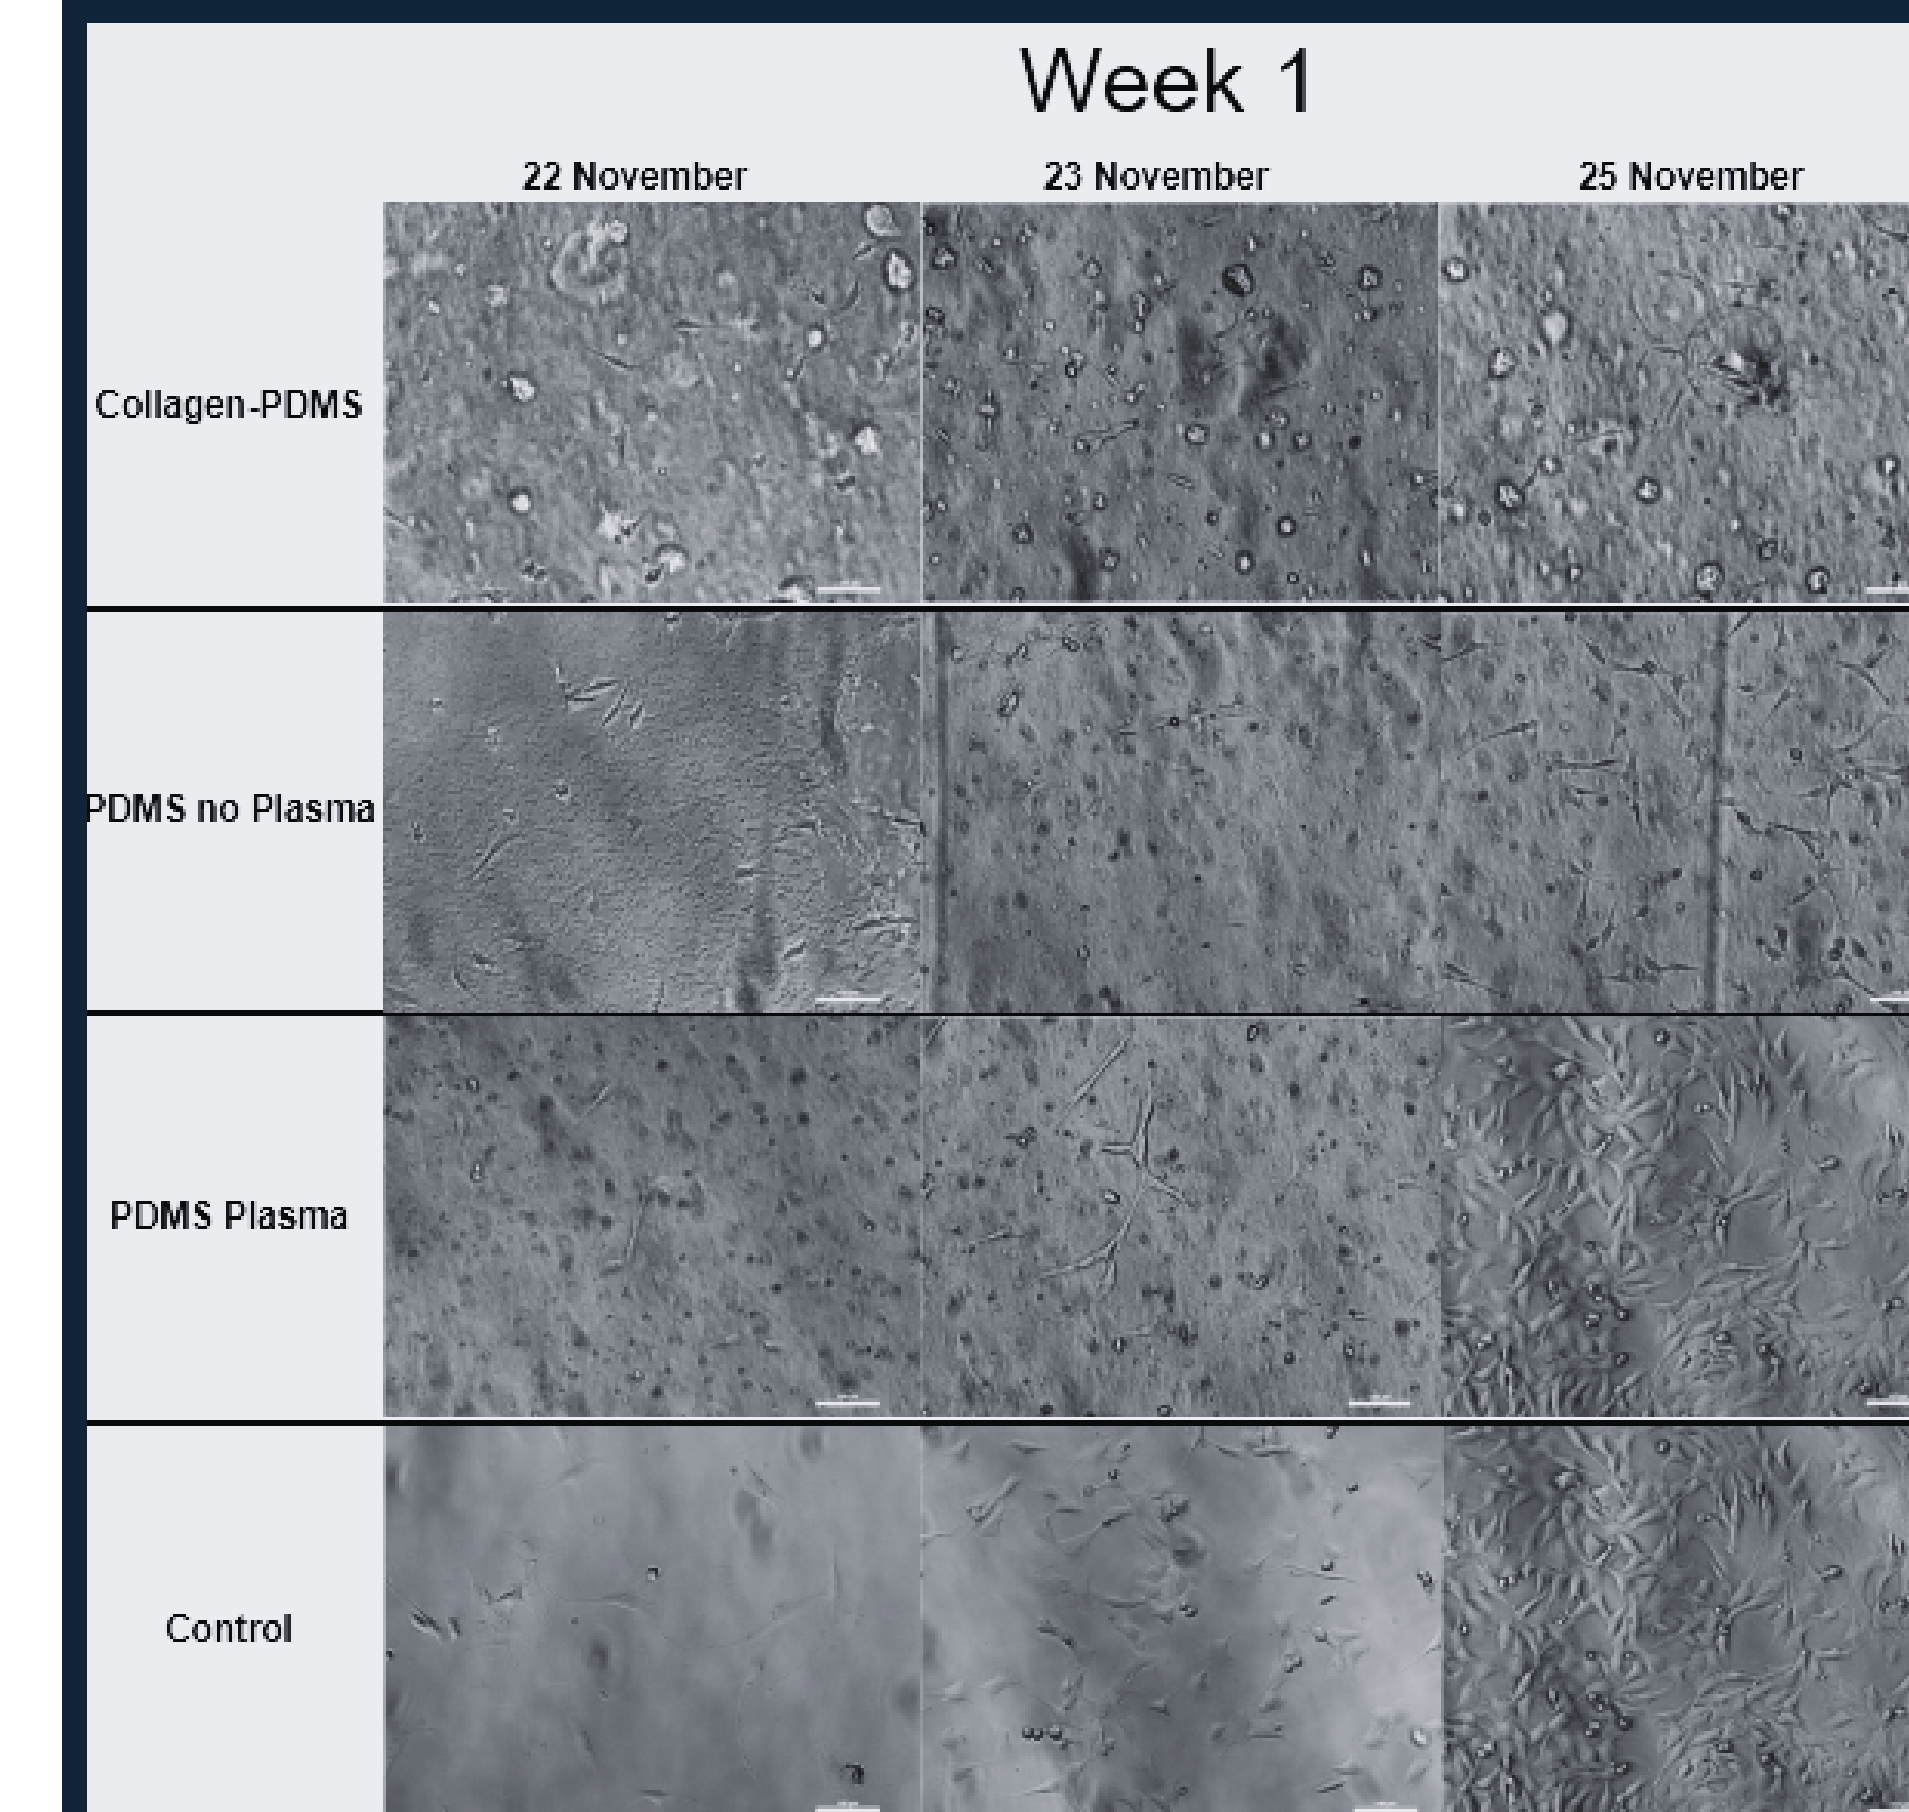 Week 1
22 November 23 November 25 November
Collagen-PDMS
PDMS no Plasma
PDMS Plasma
Control